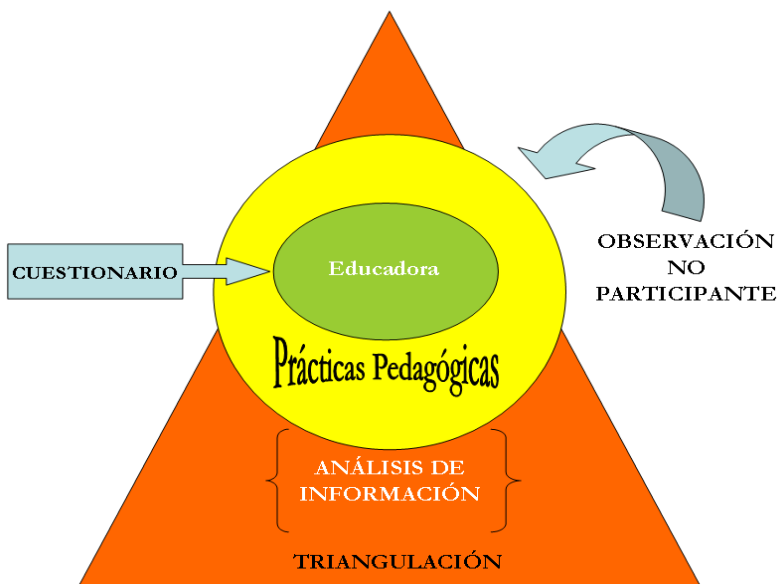 Educadora
CUESTIONARIO
OBSERVACIÓN
NO
PARTICIPANTE
Prácticas Pedagógicas
ANÁLISIS DE
INFORMACIÓN
TRIANGULACIÓN